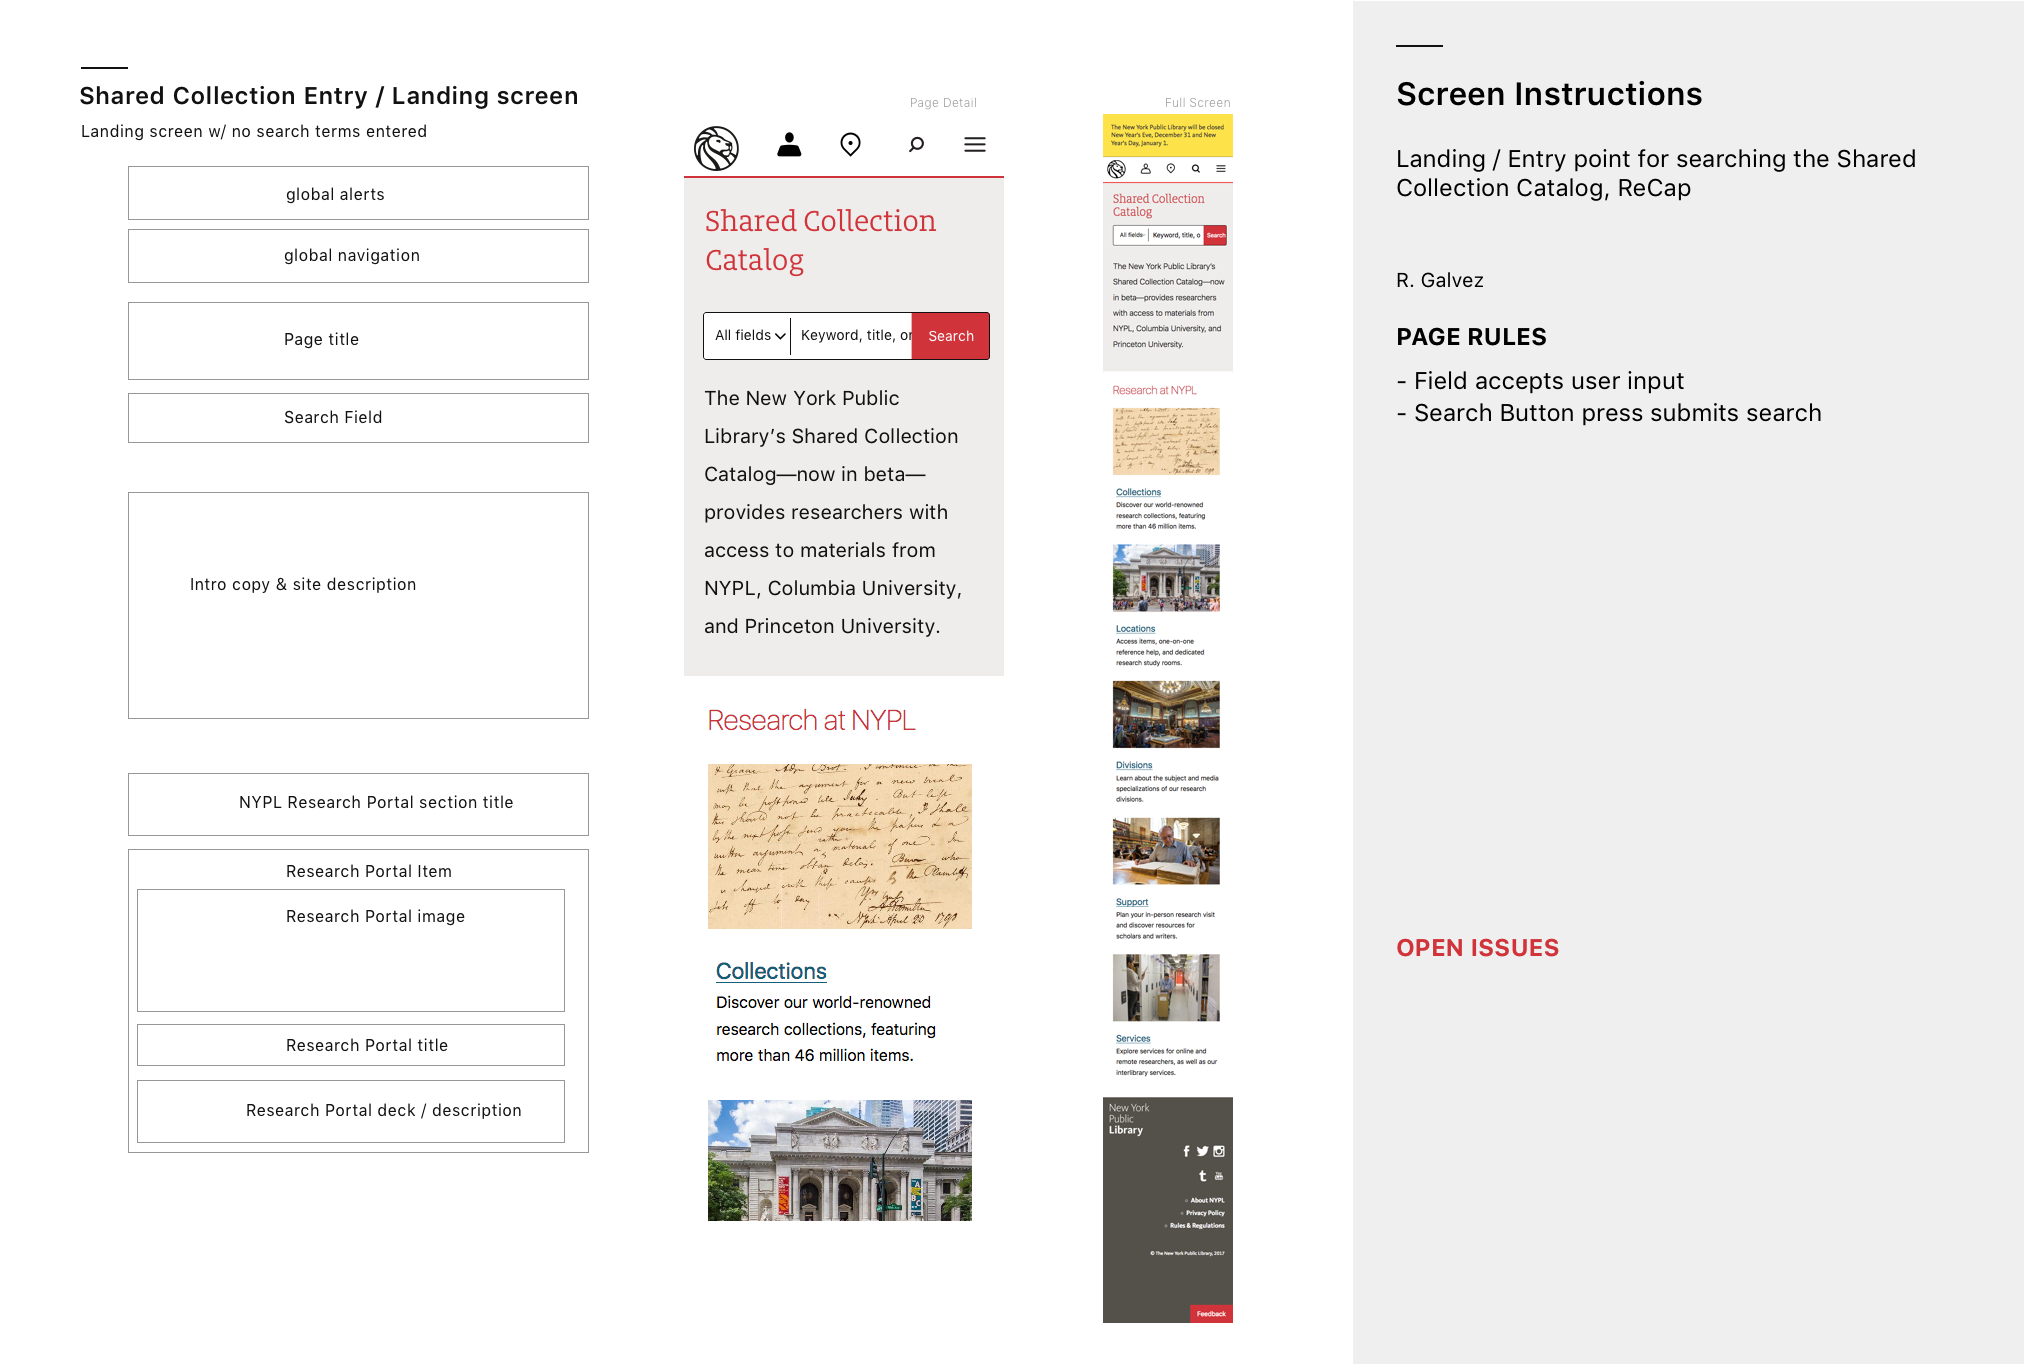 Shared Collection Entry / Landing screen
Landing screen w/ no search terms entered
global alerts
global navigation
Page title
Search Field
Intro copy & site description
NYPL Research Portal section title
Research Portal Item
Research Portal image
Research Portal title
Research Portal deck / description
Page Detail
Shared Collection
Catalog
All fields
Keyword, title, or
Search
The New York Public
Library’s Shared Collection
Catalog—now in beta—
provides researchers with
access to materials from
NYPL, Columbia University,
and Princeton University.
Research at NYPL
Collections
Discover our world-renowned
research collections, featuring
more than 46 million items.
Full Screen
The New York Public Library will be closed
New Year's Eve, December 31 and New
Year's Day, January 1.
Shared Collection
Catalog
All fields
Keyword, title, o
Search
The New York Public Library’s
Shared Collection Catalog—now
in beta—provides researchers
with access to materials from
NYPL, Columbia University, and
Princeton University.
Research at NYPL
Collections
Discover our world-renowned
research collections, featuring
more than 46 million items.
Locations
Access items, one-on-one
reference help, and dedicated
research study rooms.
Divisions
Learn about the subject and media
specializations of our research
divisions.
Support
Plan your in-person research visit
and discover resources for
scholars and writers.
Services
Explore services for online and
remote researchers, as well as our
interlibrary services.
New York
Public
Library
About NYPL
Privacy Policy
Rules & Regulations
© The New York Public Library, 2017
Feedback
Screen Instructions
Landing / Entry point for searching the Shared
Collection Catalog, ReCap
R. Galvez
PAGE RULES
- Field accepts user input
- Search Button press submits search
OPEN ISSUES